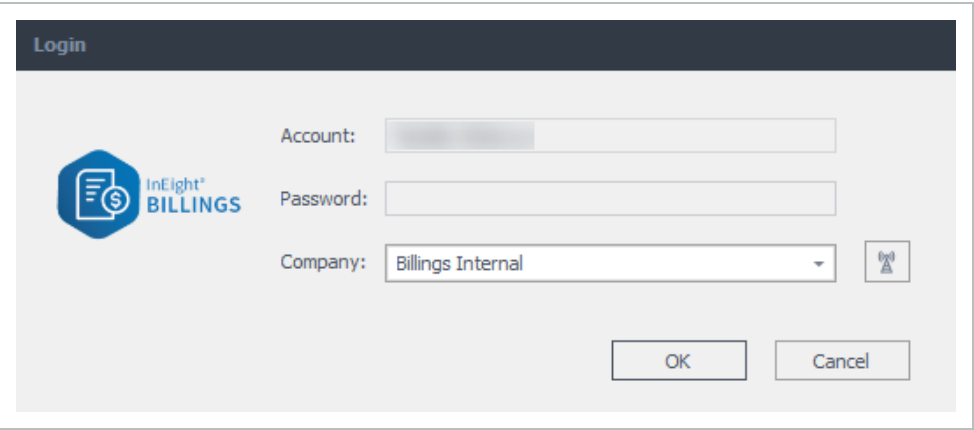 Login
Account:
InEight®
BILLINGS
Password:
Company:
Billings Internal
OK
Cancel